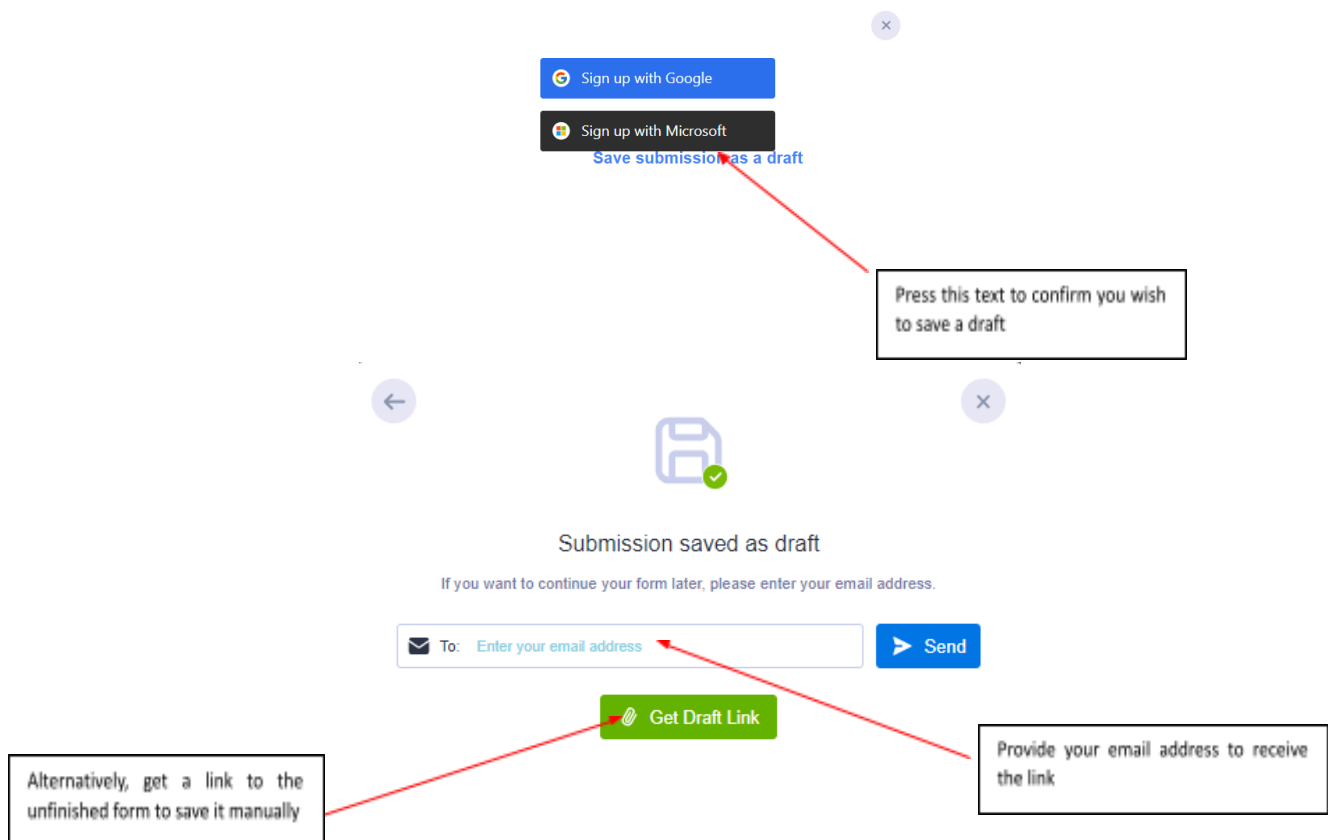 Sign up with Google
Sign up with Microsoft
Save submission as a draft
Press this text to confirm you wish
to save a draft
Submission saved as draft
If you want to continue your form later, please enter your email address.
To: Enter your email address
Send
Get Draft Link
Provide your email address to receive
the link
Alternatively, get a link to the
unfinished form to save it manually